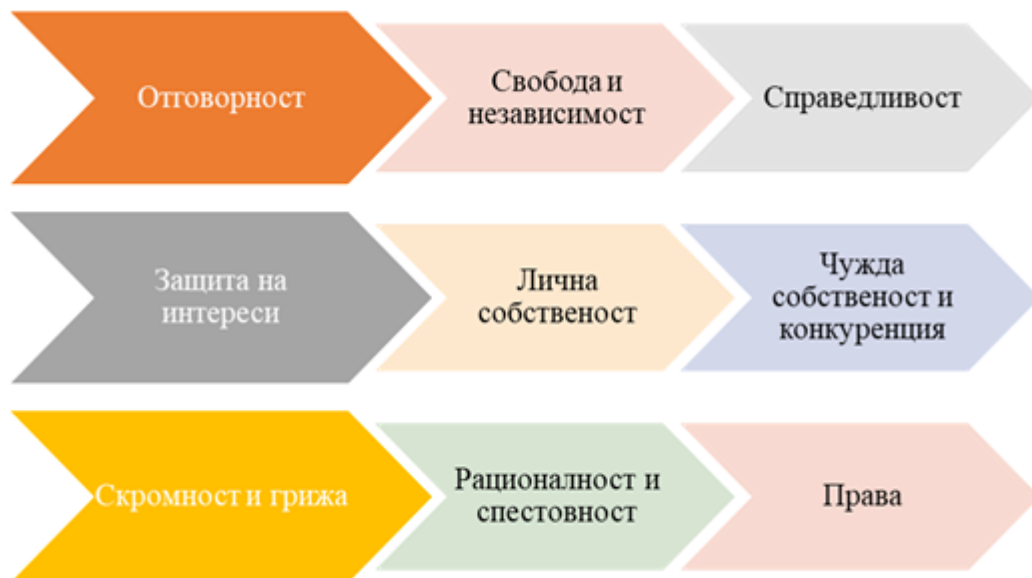 Отговорност
Свобода и
независимост
Справедливост
Защита на
интереси
Лична
собственост
Чужда
собственост и
конкуренция
Скромност и грижа
Рационалност и
спестовност
Права